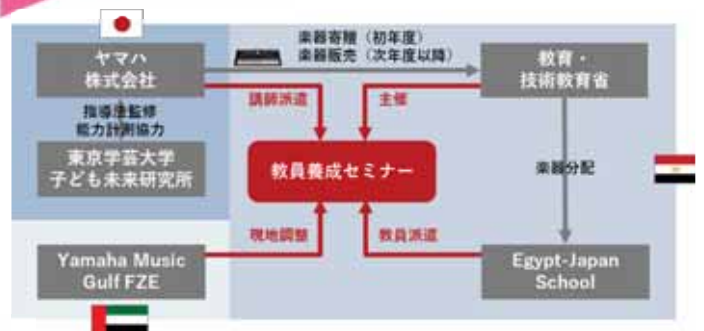 楽器寄贈（初年度）
楽器販売（次年度以降）
ヤマハ
株式会社
教育・
技術教育省
講師派遣
主修
指導法監修
能力計測協力
東京学芸大学
子ども未来研究所
教員養成セミナー
楽器分配
現地調整
教員派遣
Yamaha Music
Gulf FZE
Egypt-Japan
School